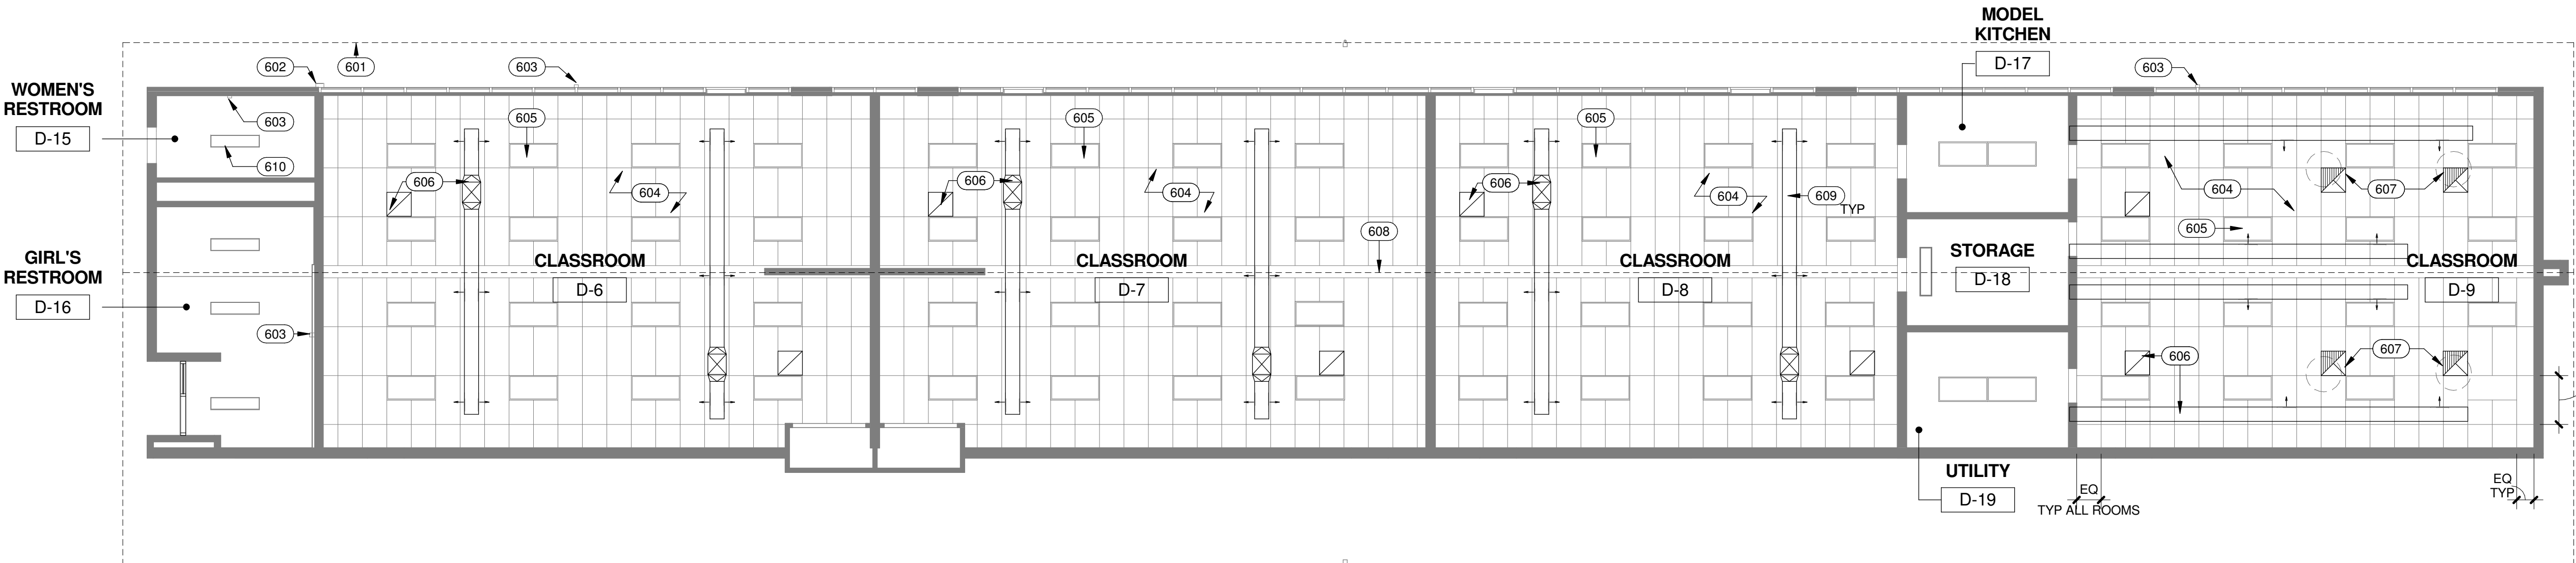 MODEL
KITCHEN
D-17
602
601
603
603
WOMEN'S
RESTROOM
D-15
603
610
605
605
605
606
604
606
604
606
604
609
TYP
604
607
605
608
GIRL'S
RESTROOM
D-16
603
CLASSROOM
D-6
CLASSROOM
D-7
CLASSROOM
D-8
STORAGE
D-18
CLASSROOM
D-9
606
607
UTILITY
D-19
EQ
TYP ALL ROOMS
EQ
TYP